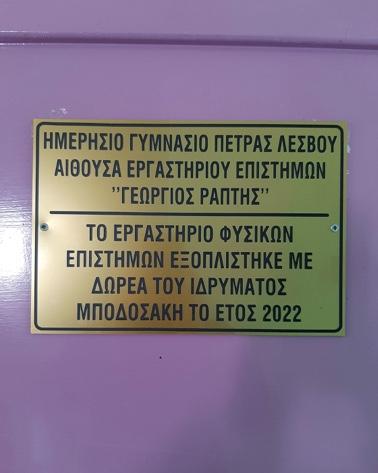 ΗΜΕΡΗΣΙΟ ΓΥΜΝΑΣΙΟ ΠΕΤΡΑΣ ΛΕΣΒΟΥ
ΑΙΘΟΥΣΑ ΕΡΓΑΣΤΗΡΙΟΥ ΕΠΙΣΤΗΜΩΝ
''ΓΕΩΡΓΙΟΣ ΡΑΠΤΗΣ''
ΤΟ ΕΡΓΑΣΤΗΡΙΟ ΦΥΣΙΚΩΝ
ΕΠΙΣΤΗΜΩΝ ΕΞΟΠΛΙΣΤΗΚΕ ΜΕ
ΔΩΡΕΑ ΤΟΥ ΙΔΡΥΜΑΤΟΣ
ΜΠΟΔΟΣΑΚΗ ΤΟ ΕΤΟΣ 2022